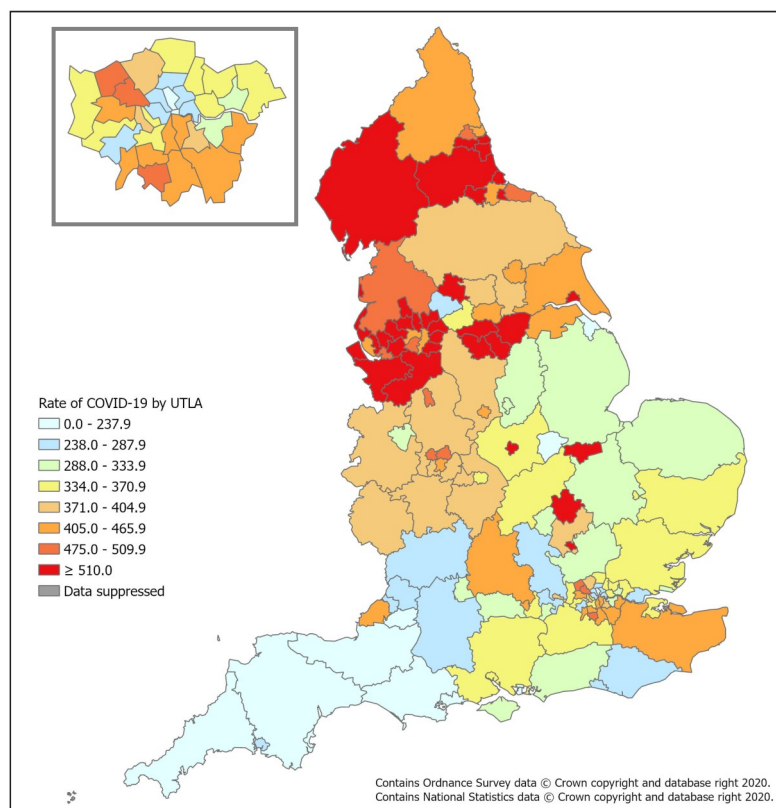 Rate of COVID-19 by UTLA
0.0 - 237.9
238.0 - 287.9
288.0 - 333.9
334.0 - 370.9
371.0 - 404.9
405.0 - 465.9
475.0 - 509.9
≥ 510.0
Data suppressed
Contains Ordnance Survey data © Crown copyright and database right 2020.
Contains National Statistics data © Crown copyright and database right 2020.